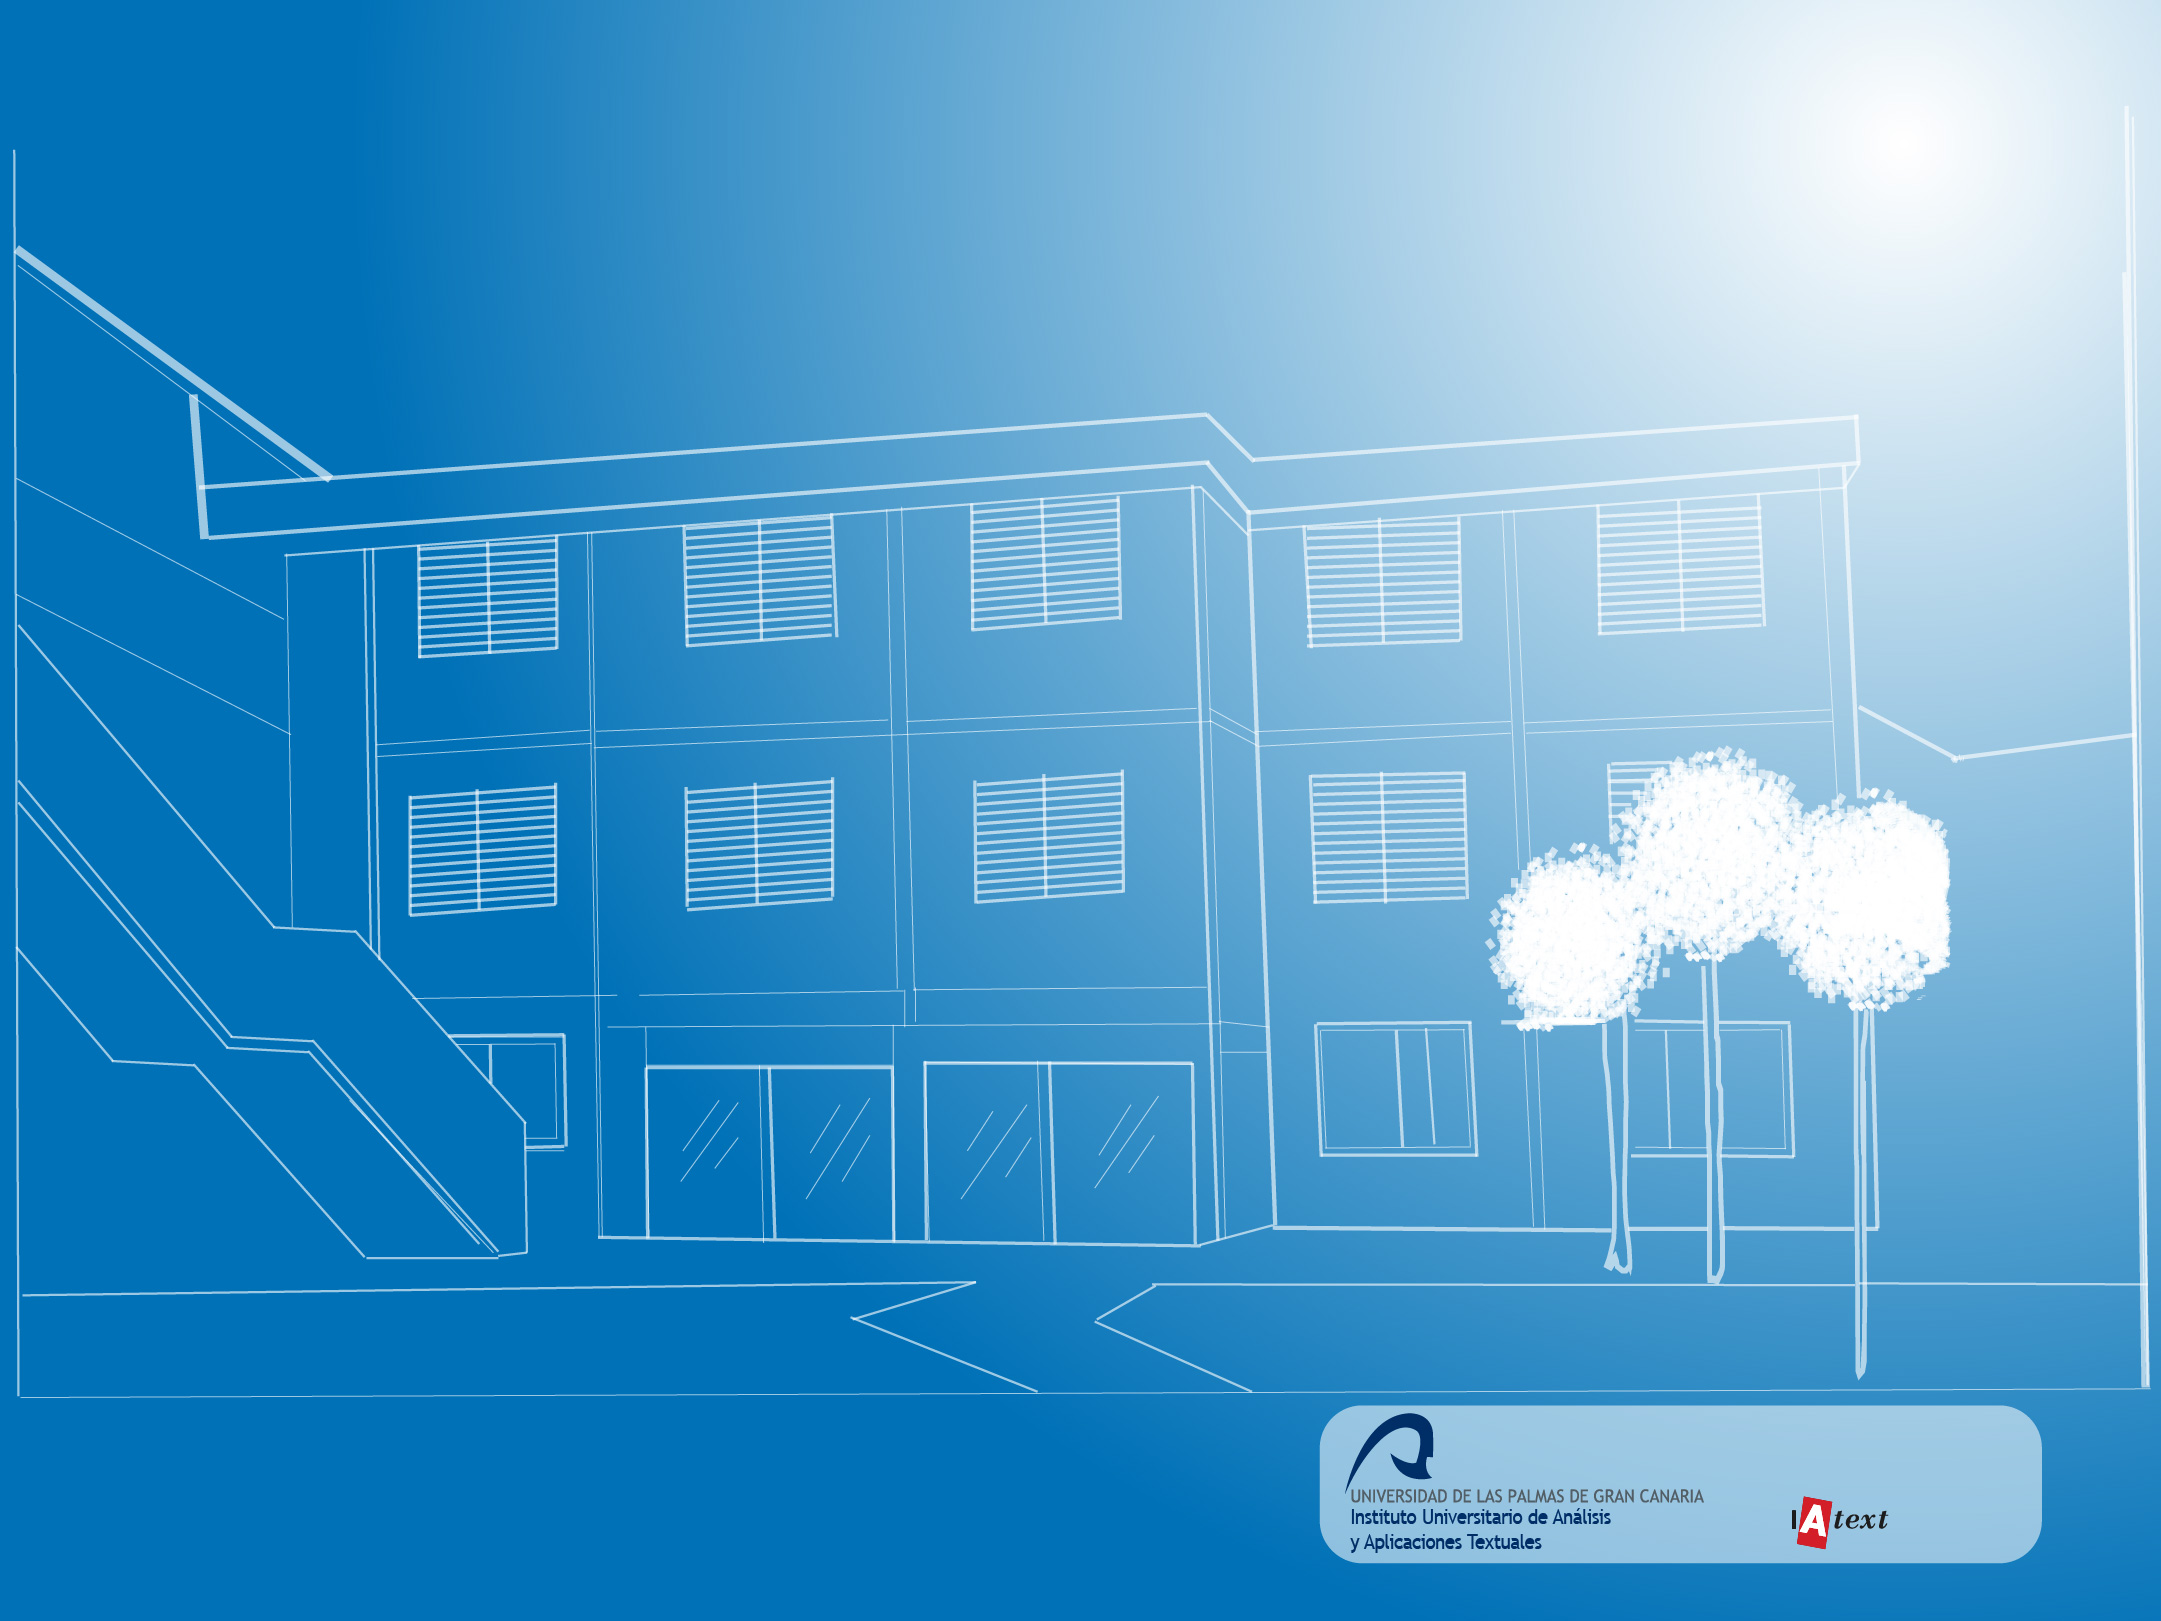 UNIVERSIDAD DE LAS PALMAS DE GRAN CANARIA
Instituto Universitario de Análisis
y Aplicaciones Textuales
IAtext